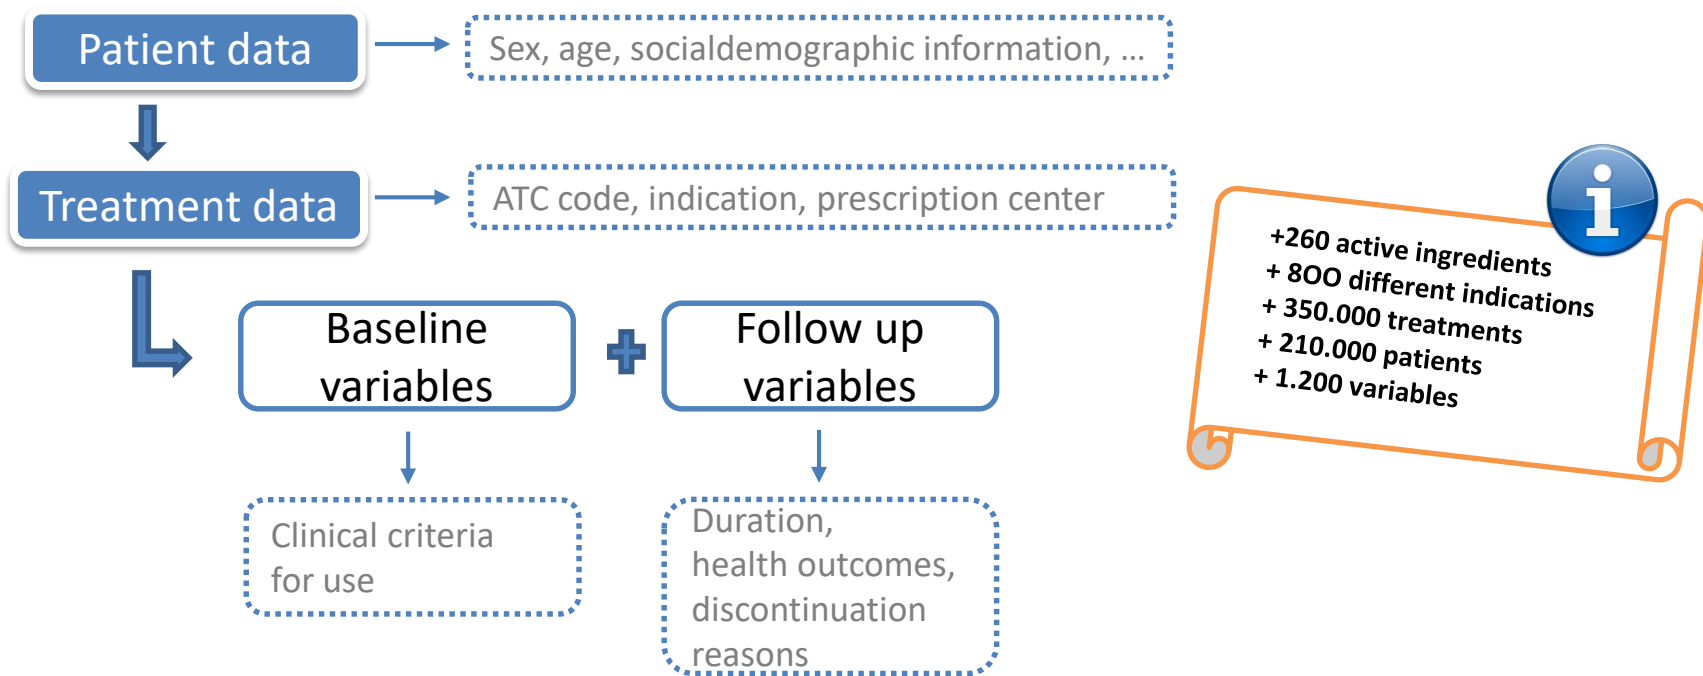 Patient data
Sex, age, socialdemographic information, ...
Treatment data
ATC code, indication, prescription center
Baseline
variables
Follow up
variables
Clinical criteria
for use
Duration,
health outcomes,
discontinuation
reasons
i
+260 active ingredients
+ 8OO different indications
+ 350.000 treatments
+ 210.000 patients
+ 1.200 variables